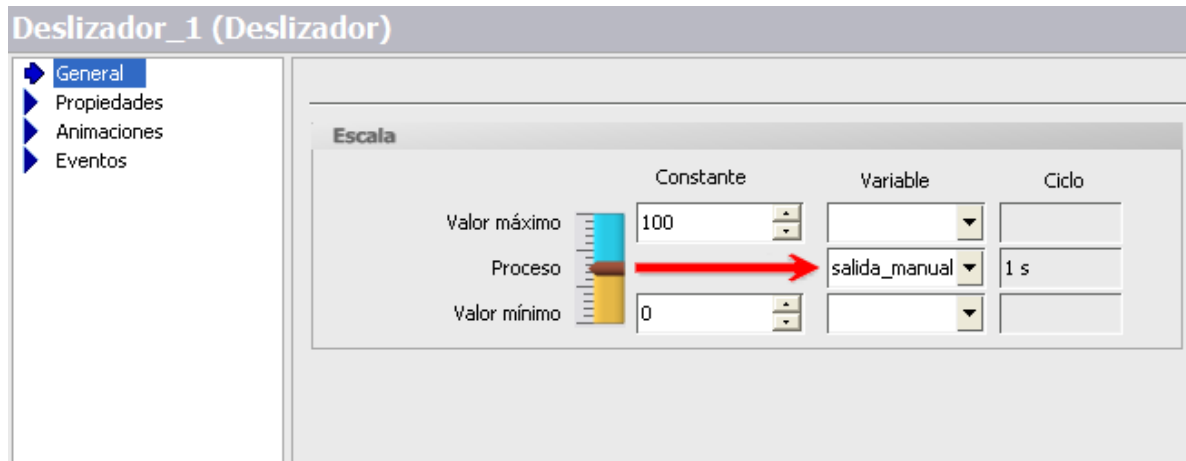 Deslizador_1 (Deslizador)
General
Propiedades
Animaciones
Eventos
Escala
Constante Variable Ciclo
Valor máximo 100
Proceso salida_manual 1 s
Valor mínimo 0